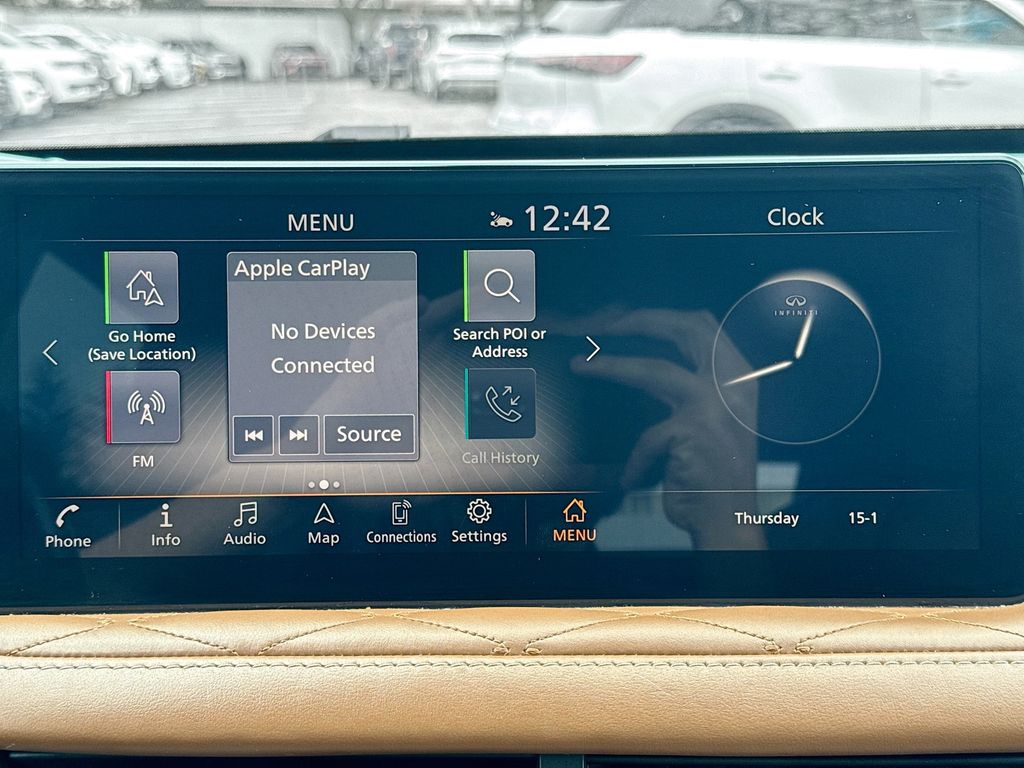 MENU
12:42
Clock
Go Home
(Save Location)
Apple CarPlay
No Devices
Connected
Source
Search POI or
Address
FM
Call History
INFINITI
Thursday 15-1
Phone
Info
Audio
Map
Connections
Settings
MENU